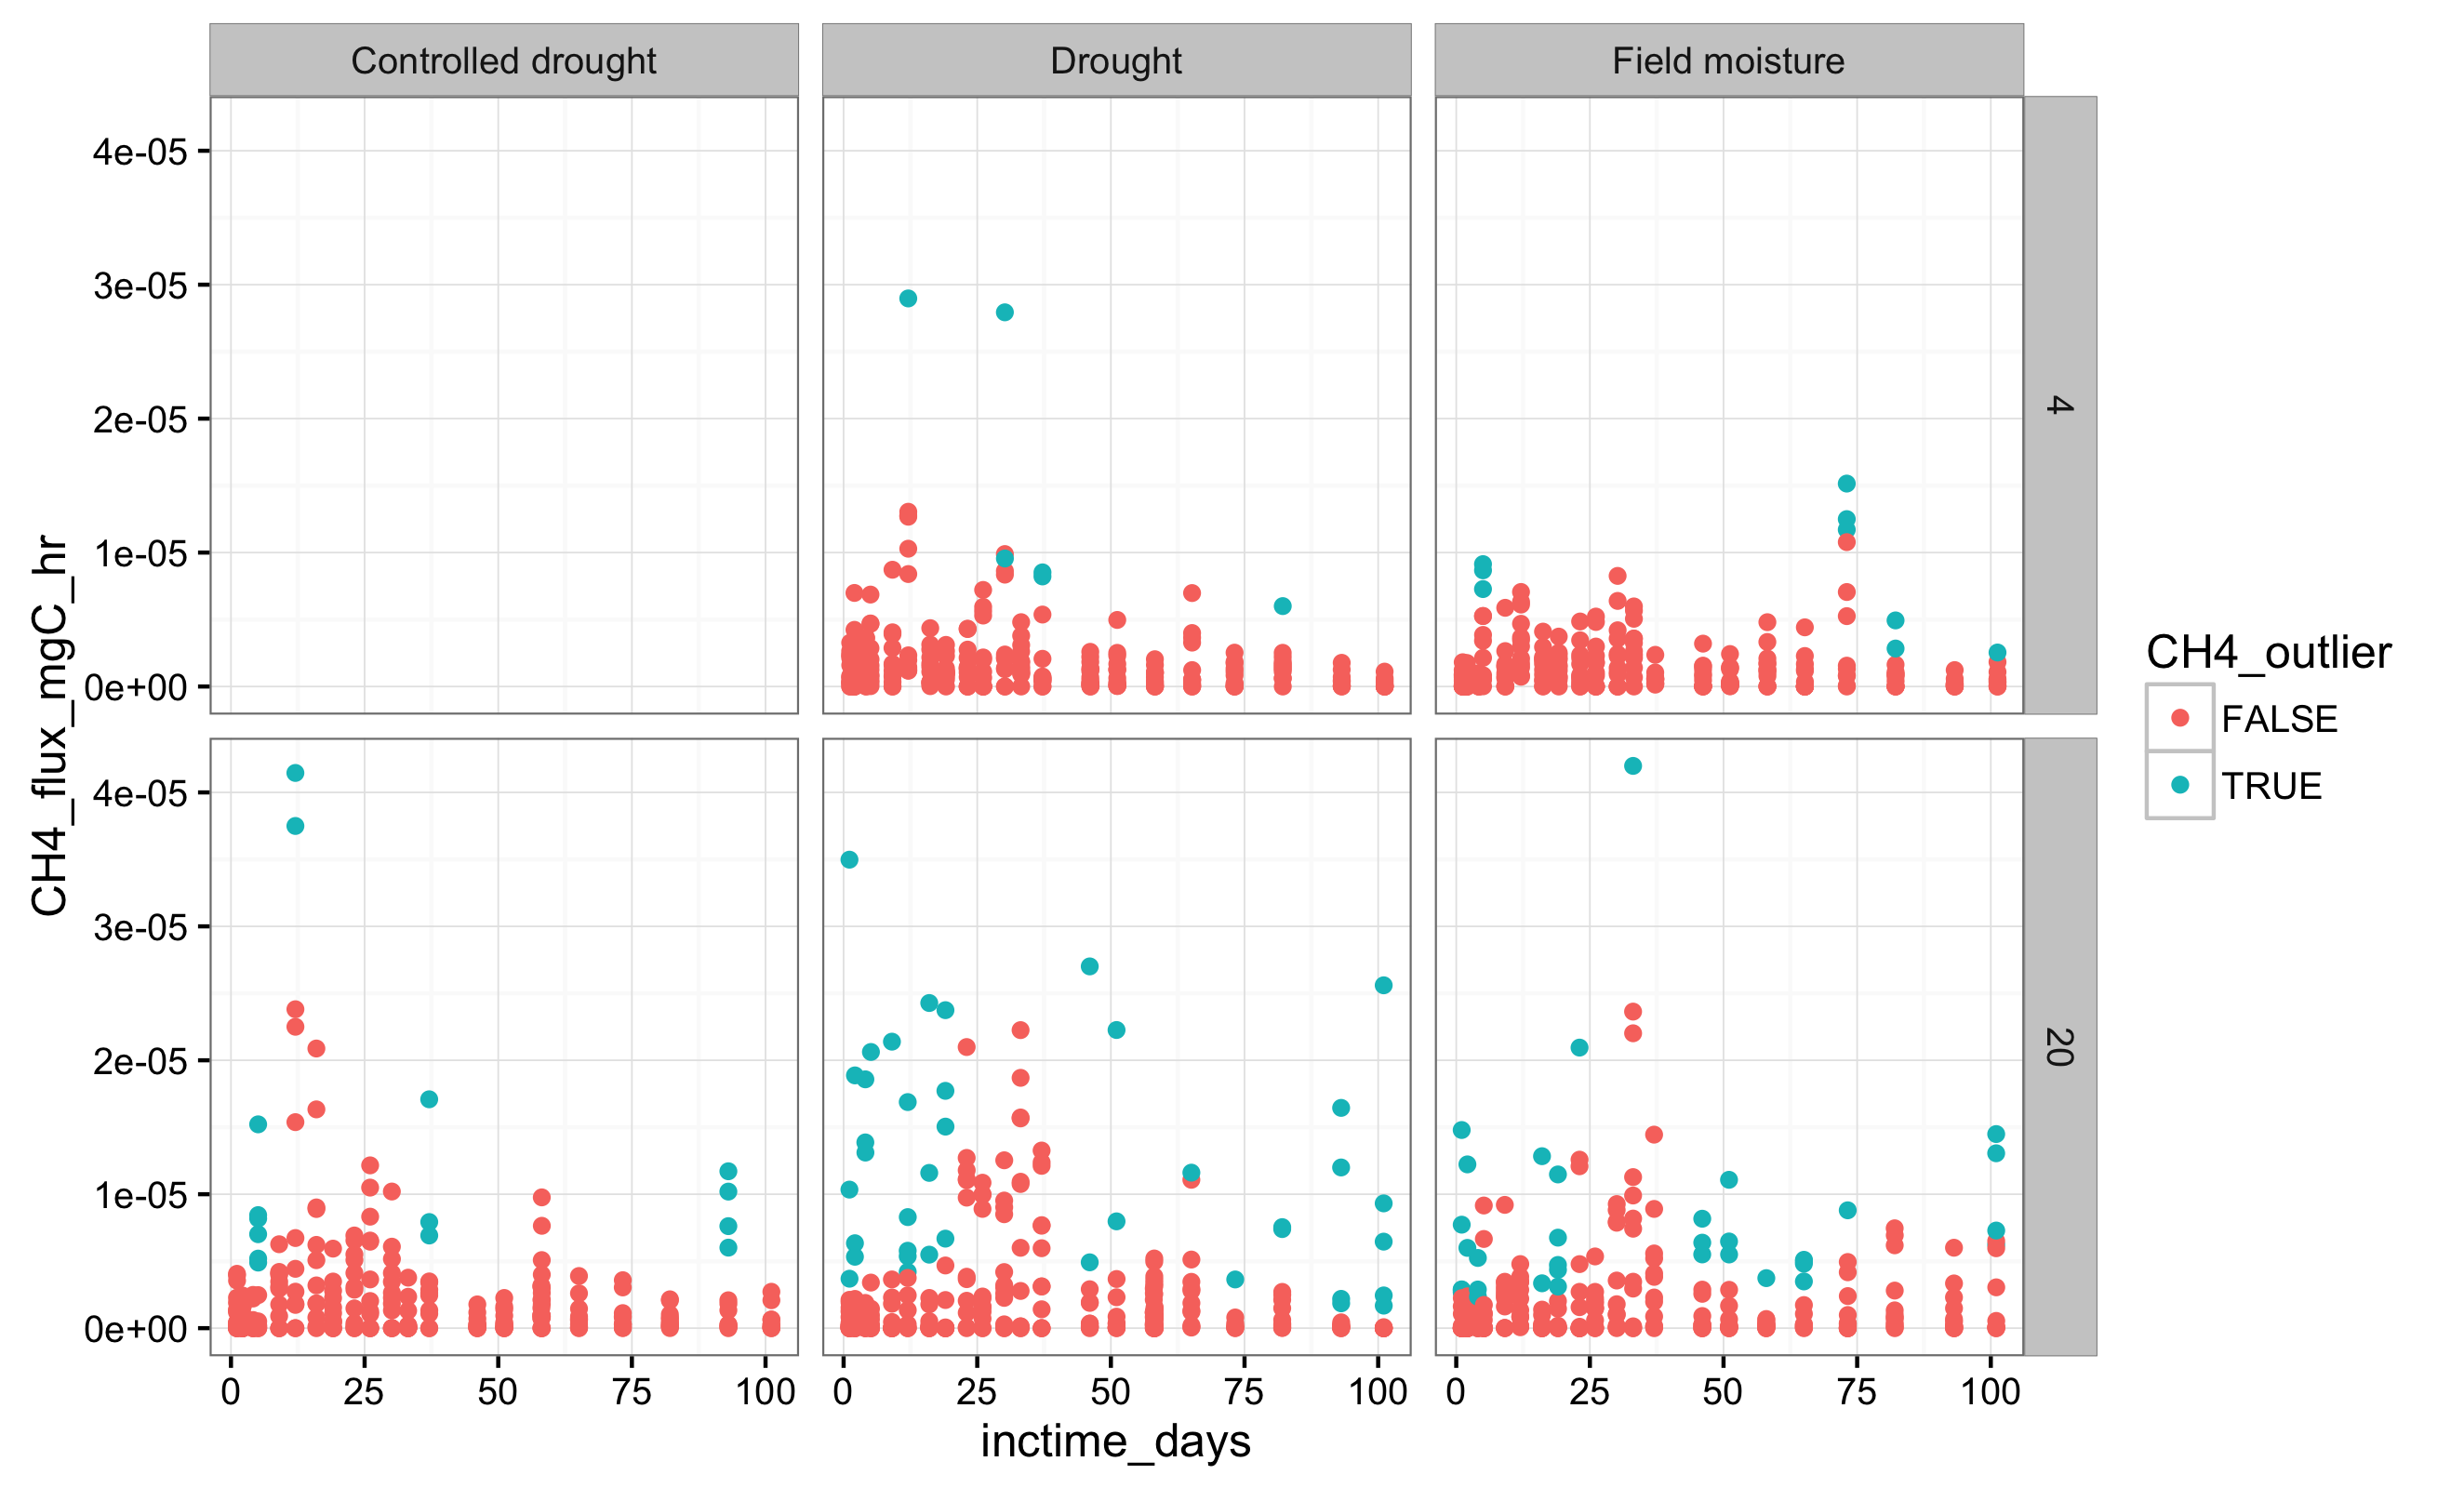 Controlled drought
Drought
Field moisture
4e-05
3e-05
2e-05
1e-05
0e+00
4
CH4_flux_mgC_hr
4e-05
3e-05
2e-05
1e-05
0e+00
20
0 25 50 75 100
0 25 50 75 100
0 25 50 75 100
inctime_days
CH4_outlier
FALSE
TRUE